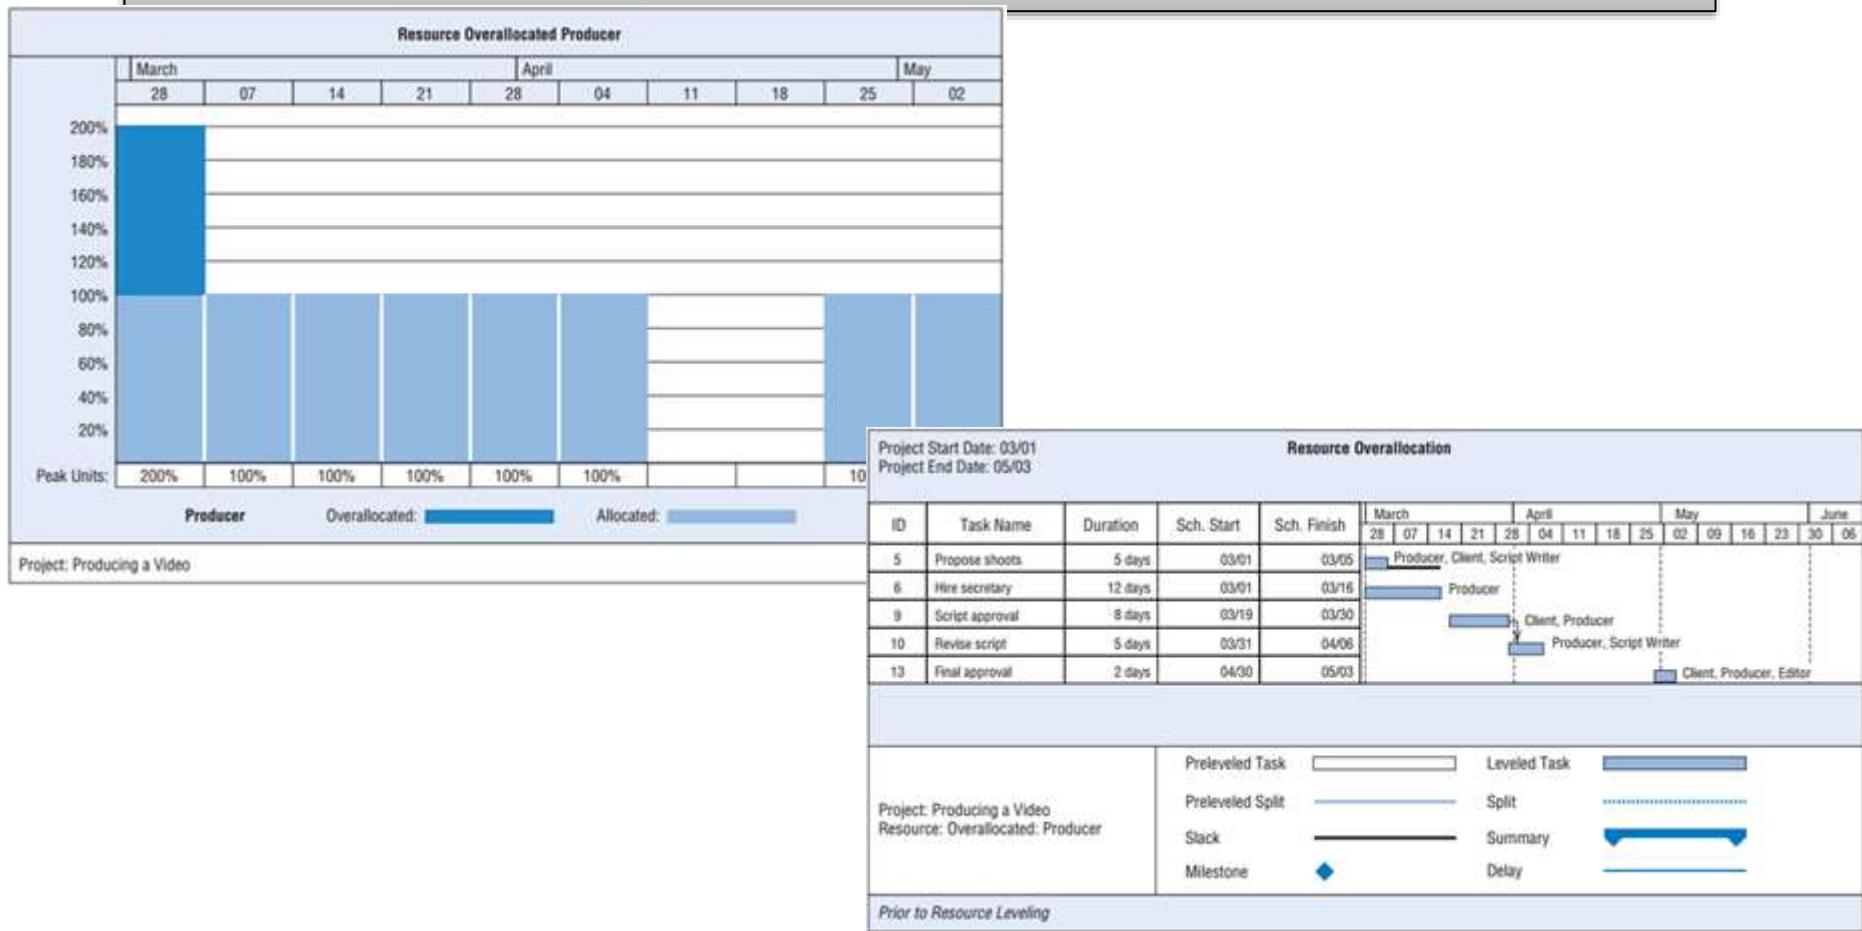 Resource Overallocated Producer
March April May
28 07 14 21 28 04 11 18 25 02
200%
180%
160%
140%
120%
100%
80%
60%
40%
20%
Peak Units: 200% 100% 100% 100% 100% 100% 10
Producer Overallocated: Allocated:
Project: Producing a Video
Project Start Date: 03/01
Project End Date: 05/03
Resource Overallocation
ID Task Name Duration Sch. Start Sch. Finish
March April May June
28 07 14 21 28 04 11 18 25 02 09 16 23 30 06
5 Propose shoots 5 days 03/01 03/05 Producer, Client, Script Writer
6 Hire secretary 12 days 03/01 03/16 Producer
9 Script approval 8 days 03/19 03/30 Client, Producer
10 Revise script 5 days 03/31 04/06 Producer, Script Writer
13 Final approval 2 days 04/30 05/03 Client, Producer, Editor
Preleveled Task Leveled Task
Preleveled Split Split
Slack Summary
Milestone Delay
Project: Producing a Video
Resource: Overallocated: Producer
Prior to Resource Leveling